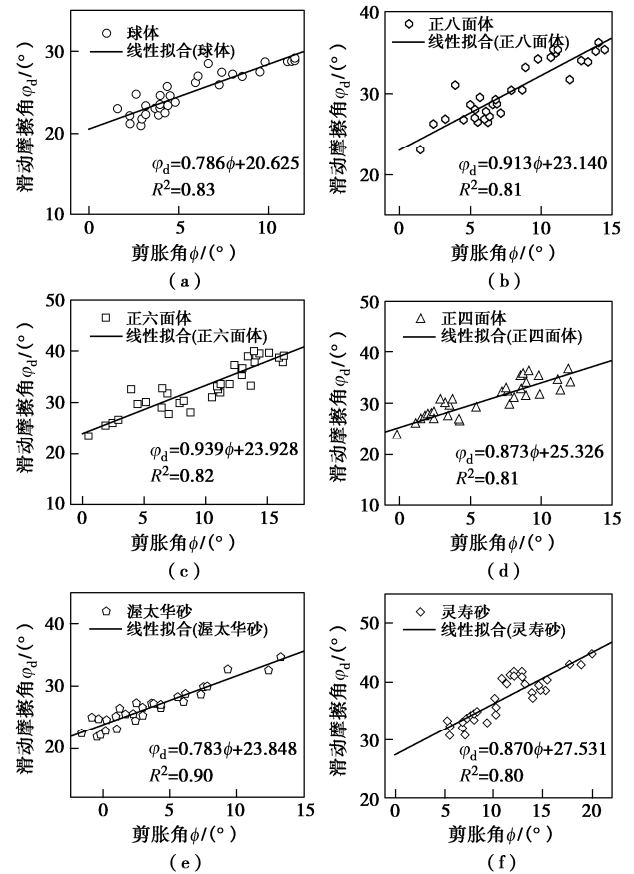 滑动摩擦角φd/(°)
30
20
10
球体
线性拟合(球体)
φd=0.786ϕ+20.625
R²=0.83
0 5 10
剪胀角ϕ/(°)
(a)
滑动摩擦角φd/(°)
40
30
20
正八面体
线性拟合(正八面体)
φd=0.913ϕ+23.140
R²=0.81
0 5 10 15
剪胀角ϕ/(°)
(b)
滑动摩擦角φd/(°)
50
40
30
20
10
正六面体
线性拟合(正六面体)
φd=0.939ϕ+23.928
R²=0.82
0 5 10 15
剪胀角ϕ/(°)
(c)
滑动摩擦角φd/(°)
50
40
30
20
10
正四面体
线性拟合(正四面体)
φd=0.873ϕ+25.326
R²=0.81
0 5 10 15
剪胀角ϕ/(°)
(d)
滑动摩擦角φd/(°)
40
30
20
渥太华砂
线性拟合(渥太华砂)
φd=0.783ϕ+23.848
R²=0.90
0 5 10 15
剪胀角ϕ/(°)
(e)
滑动摩擦角φd/(°)
50
40
30
20
灵寿砂
线性拟合(灵寿砂)
φd=0.870ϕ+27.531
R²=0.80
0 5 10 15 20
剪胀角ϕ/(°)
(f)